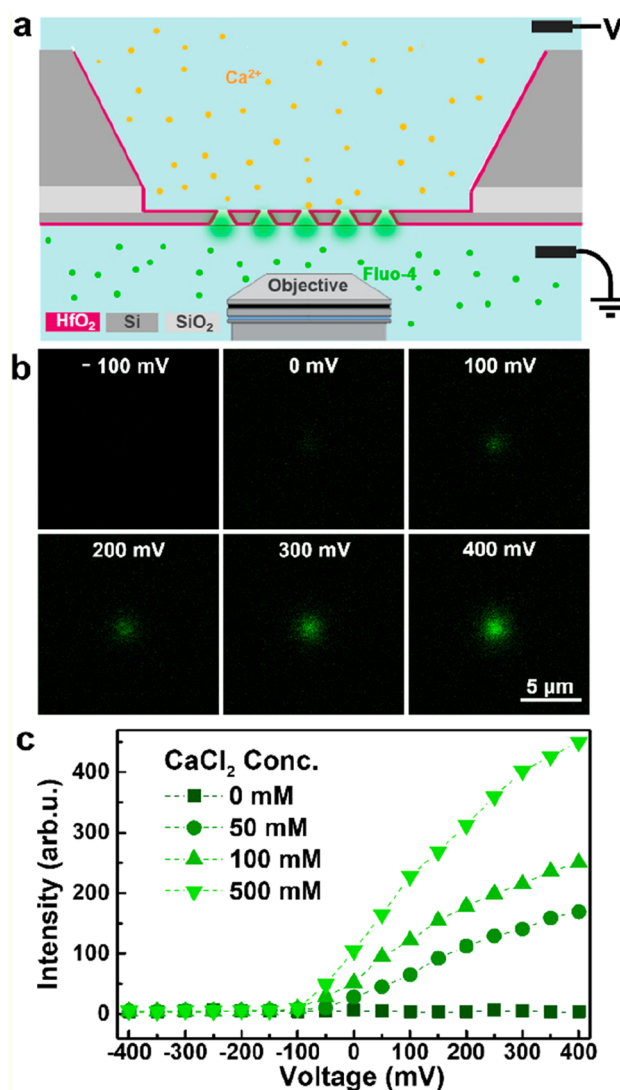 a
V
Ca²⁺
Fluo-4
Objective
HfO₂ Si SiO₂
b
- 100 mV 0 mV 100 mV
200 mV 300 mV 400 mV
5 µm
c
CaCl₂ Conc.
0 mM
50 mM
100 mM
500 mM
Intensity (arb.u.)
400
300
200
100
0
-400 -300 -200 -100 0 100 200 300 400
Voltage (mV)